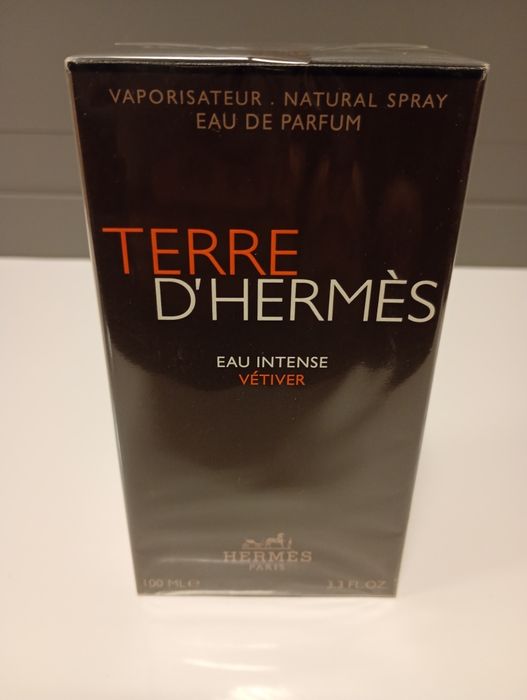 VAPORISATEUR . NATURAL SPRAY
EAU DE PARFUM
TERRE
D'HERMÈS
EAU INTENSE
VÉTIVER
HERMÈS
PARIS
100 ML e 3.3 FL.OZ